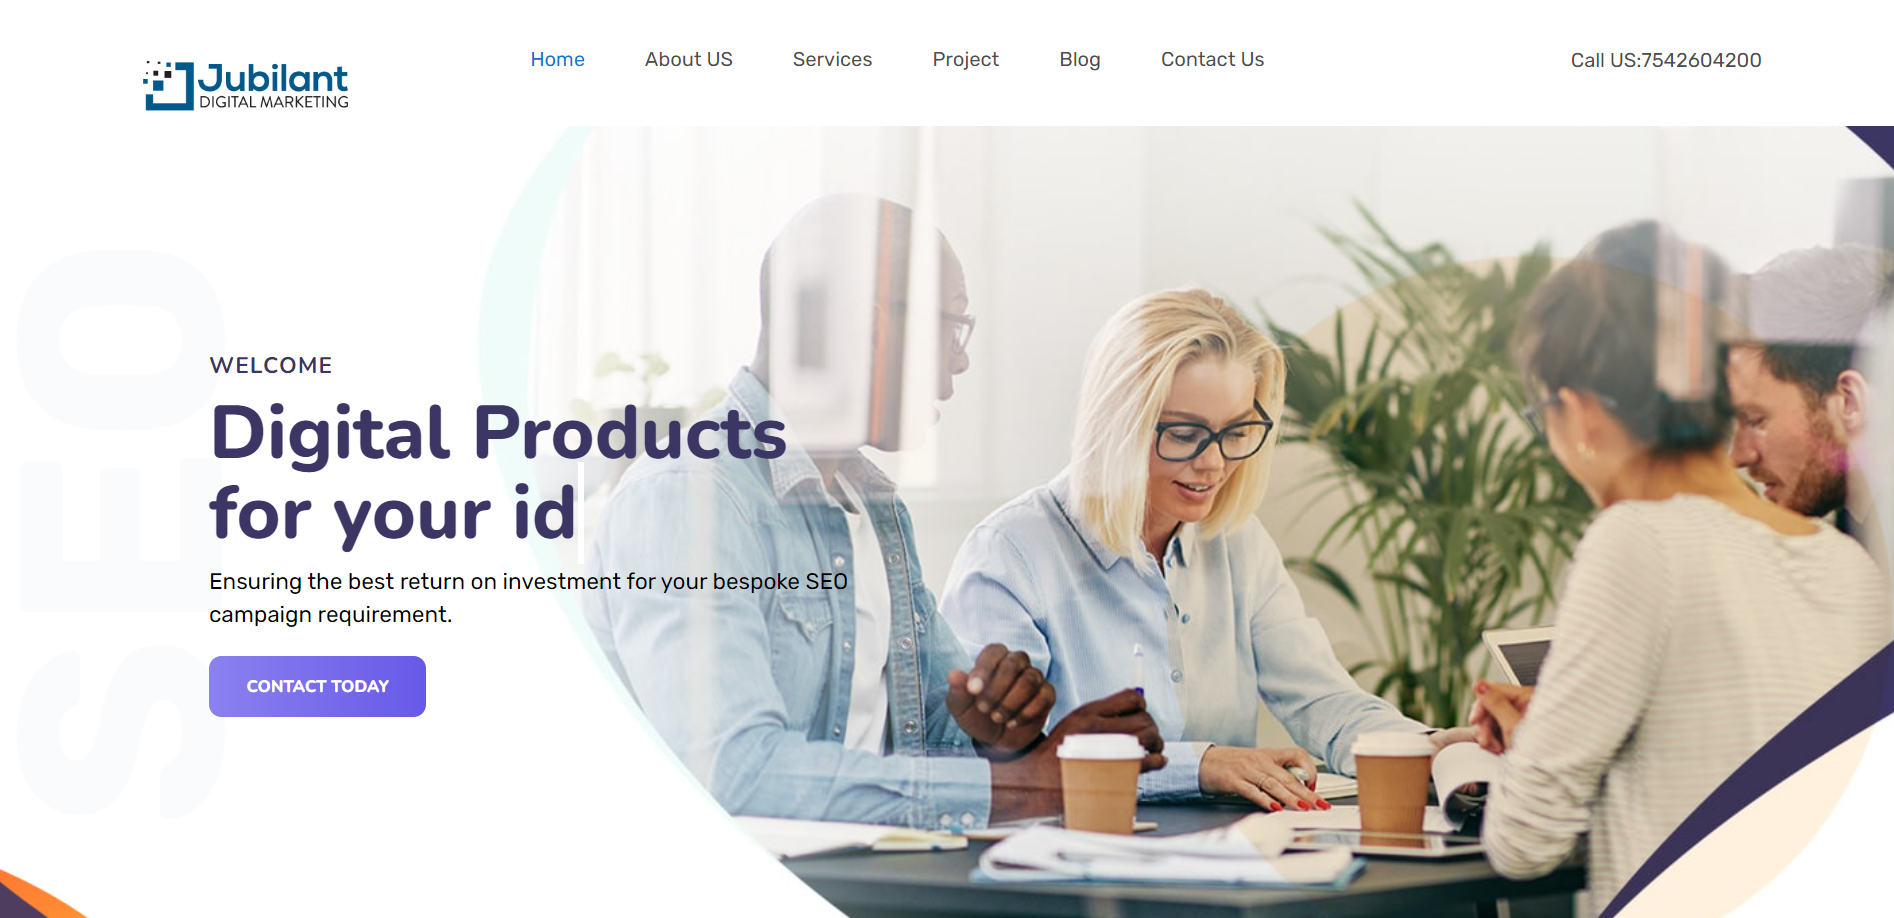 Jubilant
DIGITAL MARKETING
Home About US Services Project Blog Contact Us
Call US:7542604200
SEO
WELCOME
Digital Products
for your id
Ensuring the best return on investment for your bespoke SEO
campaign requirement.
CONTACT TODAY